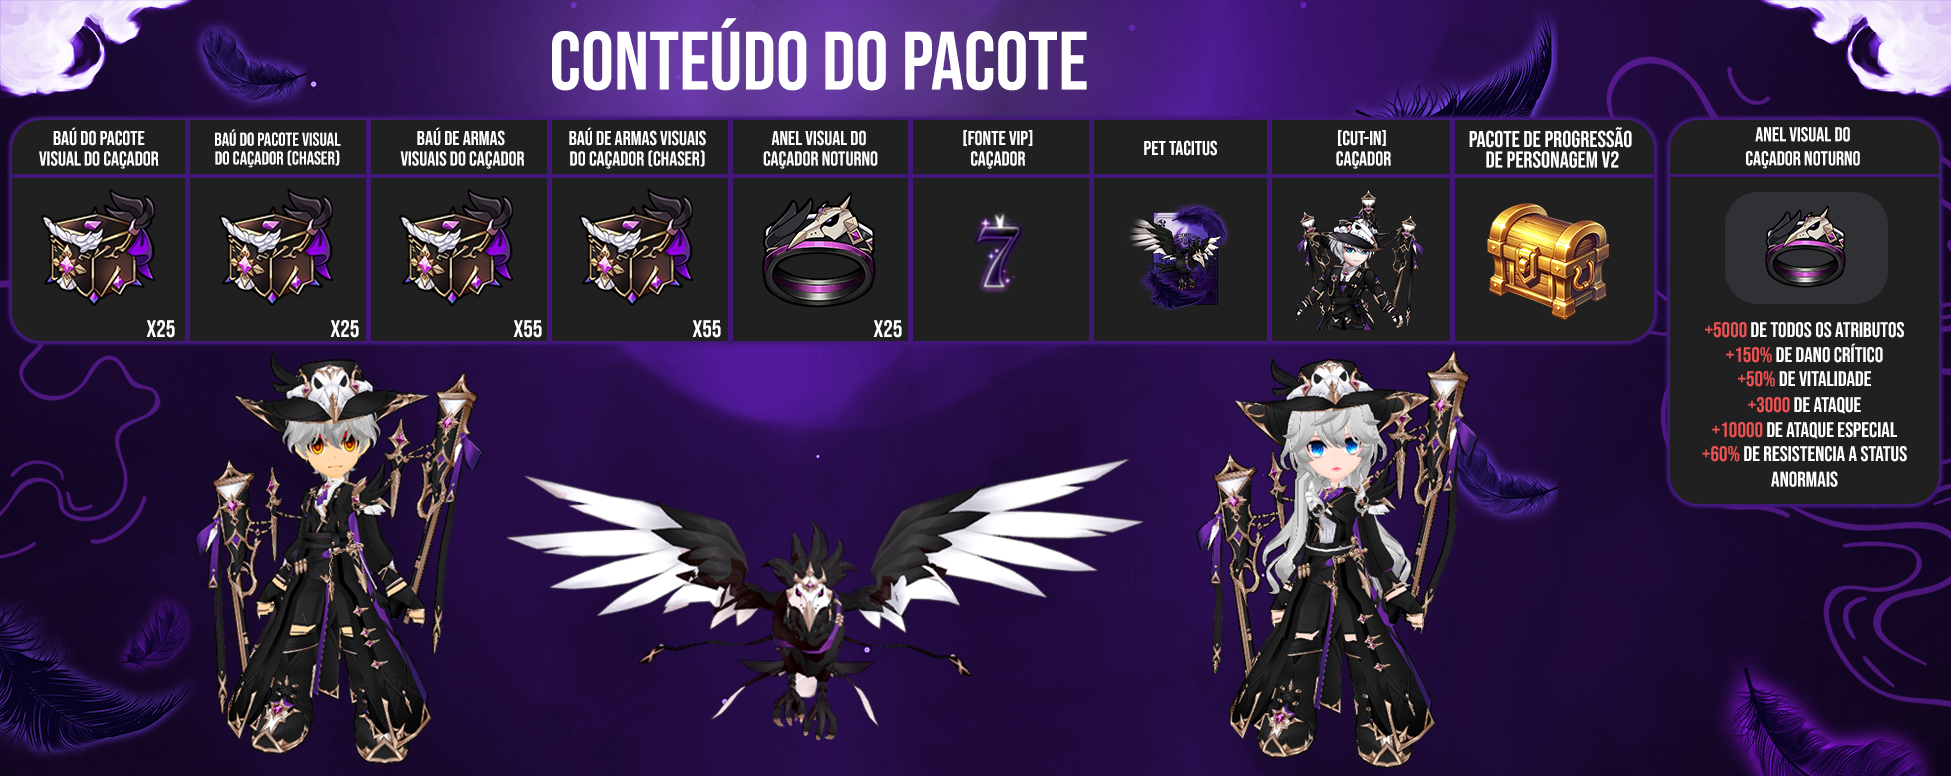 CONTEÚDO DO PACOTE
BAÚ DO PACOTE
VISUAL DO CAÇADOR
X25
BAÚ DO PACOTE VISUAL
DO CAÇADOR (CHASER)
X25
BAÚ DE ARMAS
VISUAIS DO CAÇADOR
X55
BAÚ DE ARMAS VISUAIS
DO CAÇADOR (CHASER)
X55
ANEL VISUAL DO
CAÇADOR NOTURNO
X25
[FONTE VIP]
CAÇADOR
7
PET TACITUS
[CUT-IN]
CAÇADOR
PACOTE DE PROGRESSÃO
DE PERSONAGEM V2
ANEL VISUAL DO
CAÇADOR NOTURNO
+5000 DE TODOS OS ATRIBUTOS
+150% DE DANO CRÍTICO
+50% DE VITALIDADE
+3000 DE ATAQUE
+10000 DE ATAQUE ESPECIAL
+60% DE RESISTENCIA A STATUS
ANORMAIS